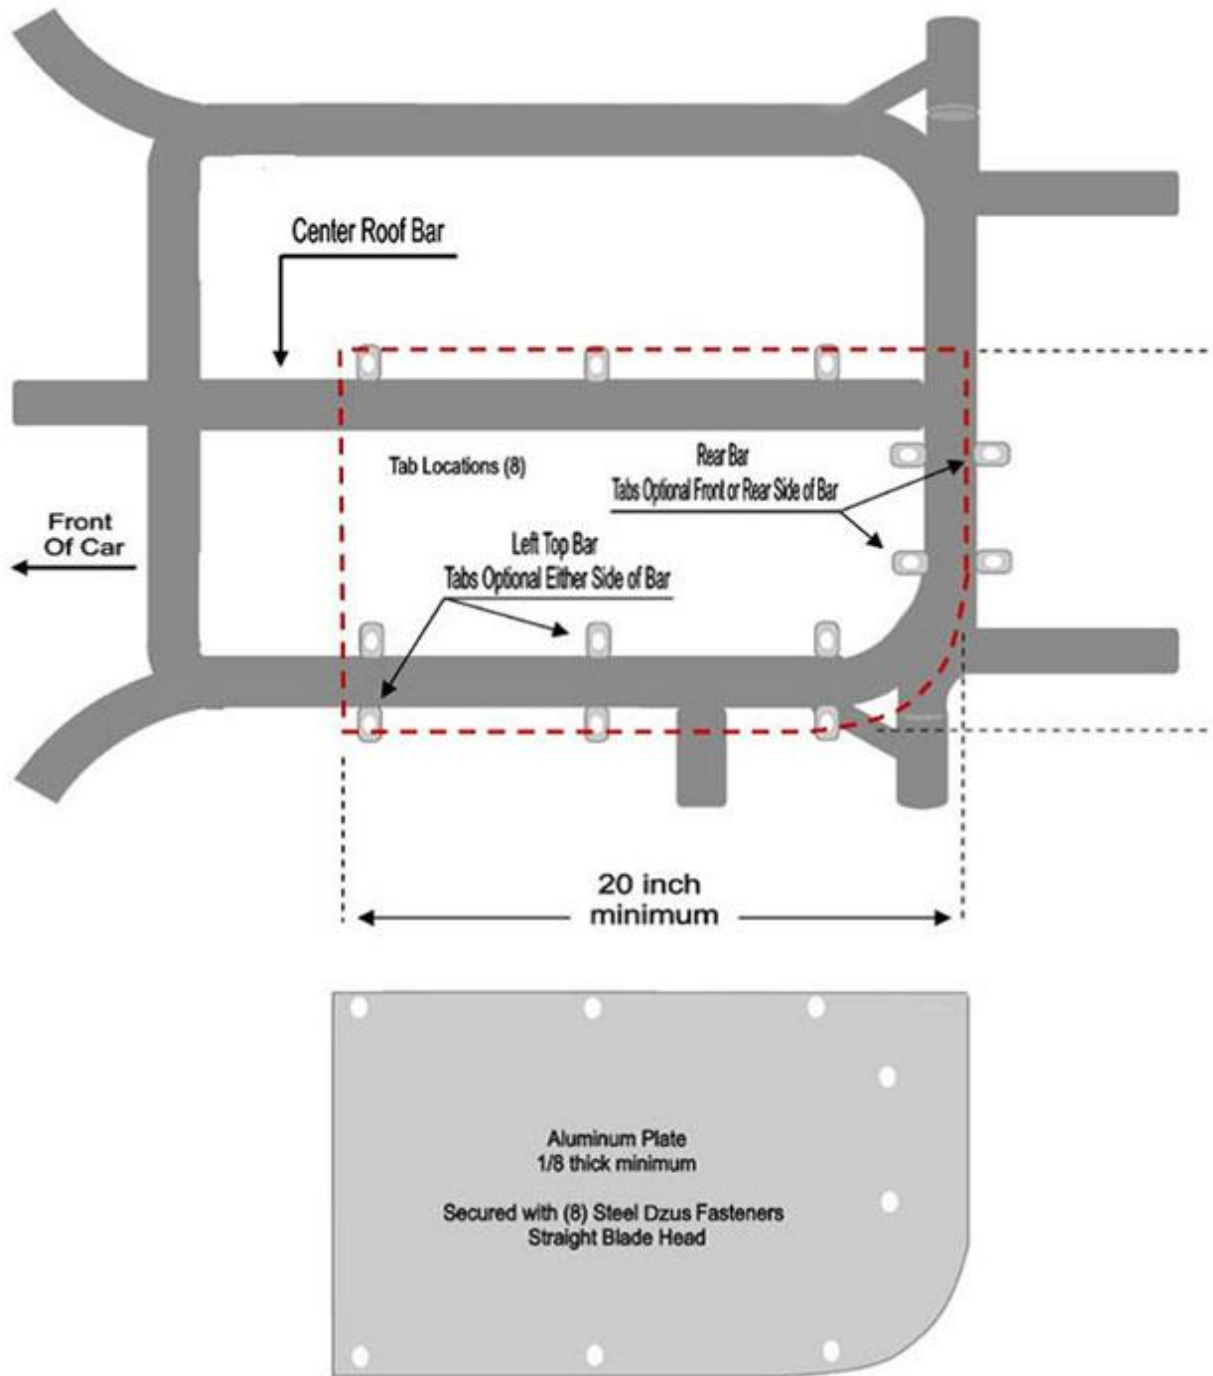 Center Roof Bar
Tab Locations (8)
Rear Bar
Tabs Optional Front or Rear Side of Bar
Front
Of Car
Left Top Bar
Tabs Optional Either Side of Bar
20 inch
minimum
Aluminum Plate
1/8 thick minimum
Secured with (8) Steel Dzus Fasteners
Straight Blade Head